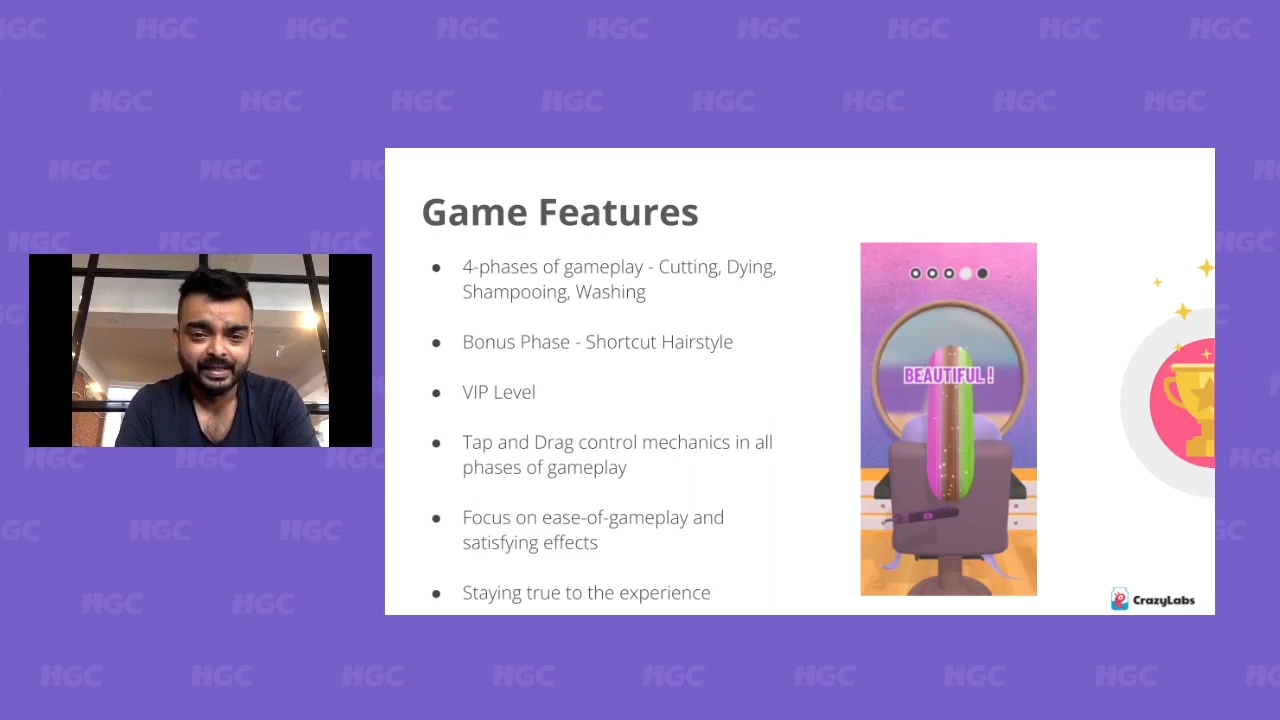 Game Features
4-phases of gameplay - Cutting, Dying,
Shampooing, Washing
Bonus Phase - Shortcut Hairstyle
VIP Level
Tap and Drag control mechanics in all
phases of gameplay
Focus on ease-of-gameplay and
satisfying effects
Staying true to the experience
BEAUTIFUL !
CrazyLabs
HGC